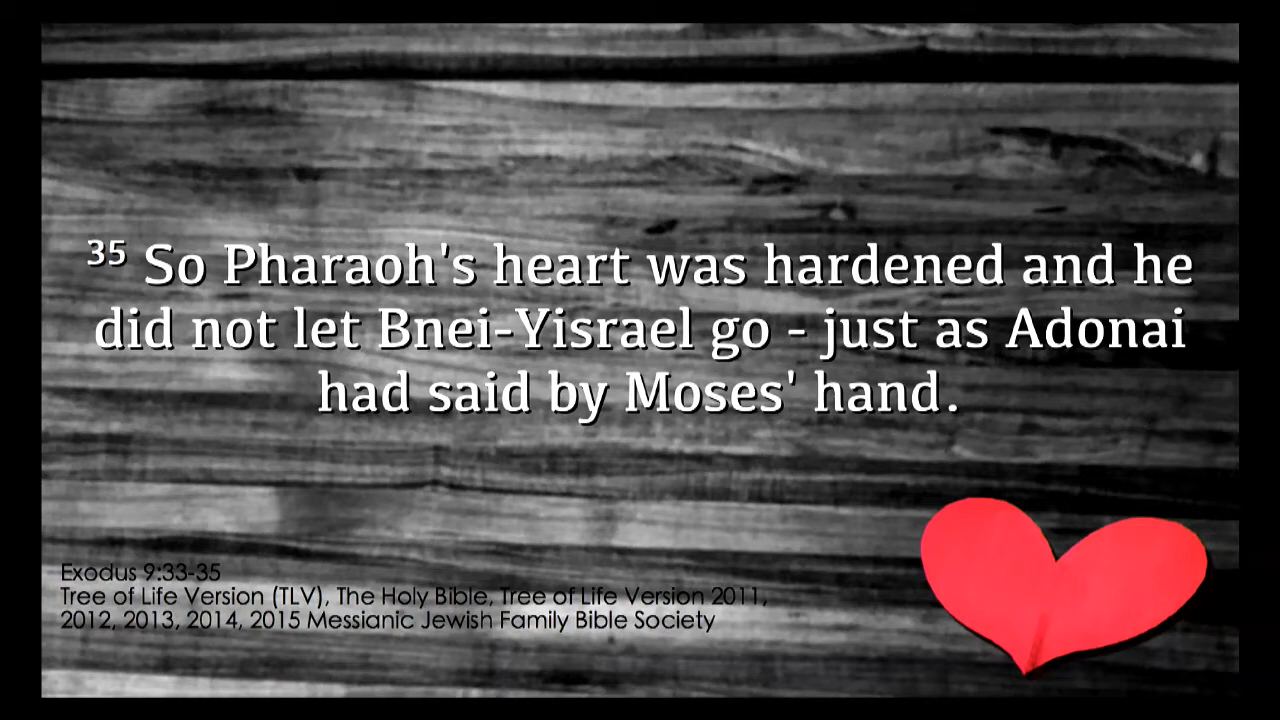 ³⁵ So Pharaoh's heart was hardened and he
did not let Bnei-Yisrael go - just as Adonai
had said by Moses' hand.
Exodus 9:33-35
Tree of Life Version (TLV), The Holy Bible, Tree of Life Version 2011,
2012, 2013, 2014, 2015 Messianic Jewish Family Bible Society